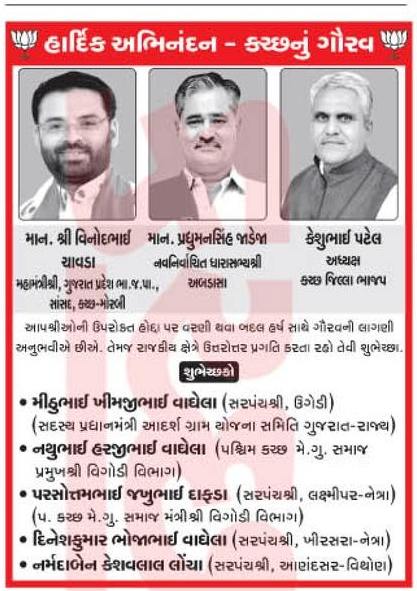 હાર્દિક અભિનંદન - કચ્છનું ગૌરવ
માન. શ્રી વિનોદભાઈ
ચાવડા
મહામંત્રીશ્રી, ગુજરાત પ્રદેશ ભા.જ.પા.,
સાંસદ, કચ્છ-મોરબી
માન. પ્રધુમનસિંહ જાડેજા
નવનિર્વાચિત ધારાસભ્યશ્રી
અબડાસા
કેશુભાઈ પટેલ
અધ્યક્ષ
કચ્છ જિલ્લા ભાજપ
આપશ્રીઓની ઉપરોકત હોદ્દા પર વરણી થવા બદલ હર્ષ સાથે ગૌરવની લાગણી
અનુભવીએ છીએ. તેમજ રાજકીય ક્ષેત્રે ઉત્તરોત્તર પ્રગતિ કરતા રહો તેવી શુભેચ્છા.
શુભેચ્છકો
• મીઠુભાઈ ખીમજીભાઈ વાઘેલા (સરપંચશ્રી, ઉગેડી)
(સદસ્ય પ્રધાનમંત્રી આદર્શ ગ્રામ યોજના સમિતિ ગુજરાત-રાજ્ય)
• નથુભાઈ હરજીભાઈ વાઘેલા (પશ્ચિમ કચ્છ મે.ગુ. સમાજ
પ્રમુખશ્રી વિગોડી વિભાગ)
• પરસોત્તમભાઈ જખુભાઈ દાફડા (સરપંચશ્રી, લક્ષ્મીપર-નેત્રા)
(પ. કચ્છ મે.ગુ. સમાજ મંત્રીશ્રી વિગોડી વિભાગ)
• દિનેશકુમાર ભોજાભાઈ વાઘેલા (સરપંચશ્રી, ખીરસરા-નેત્રા)
• નર્મદાબેન કેશવલાલ લોંચા (સરપંચશ્રી, આણંદસર-વિથોણ)